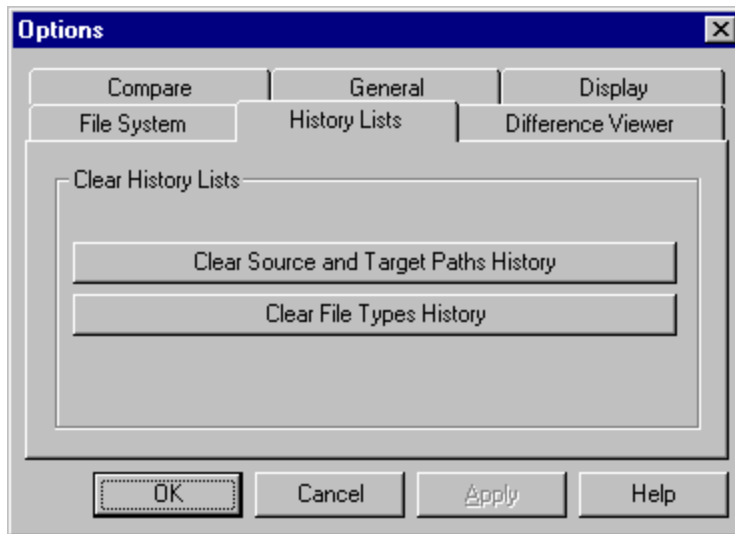 Options
Compare General Display
File System History Lists Difference Viewer
Clear History Lists
Clear Source and Target Paths History
Clear File Types History
OK Cancel Apply Help